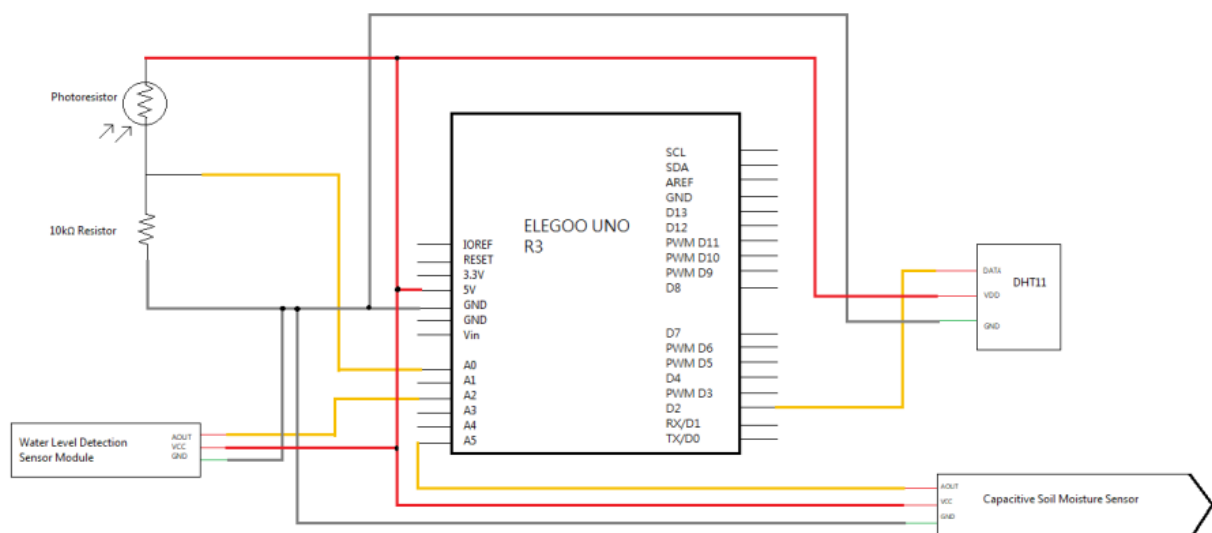 Photoresistor
10kΩ Resistor
ELEGOO UNO
R3
IOREF
RESET
3.3V
5V
GND
GND
Vin
A0
A1
A2
A3
A4
A5
SCL
SDA
AREF
GND
D13
D12
PWM D11
PWM D10
PWM D9
D8
D7
PWM D6
PWM D5
D4
PWM D3
D2
RX/D1
TX/D0
DATA
VDD
GND
DHT11
Water Level Detection
Sensor Module
AOUT
VCC
GND
AOUT
VCC
GND
Capacitive Soil Moisture Sensor